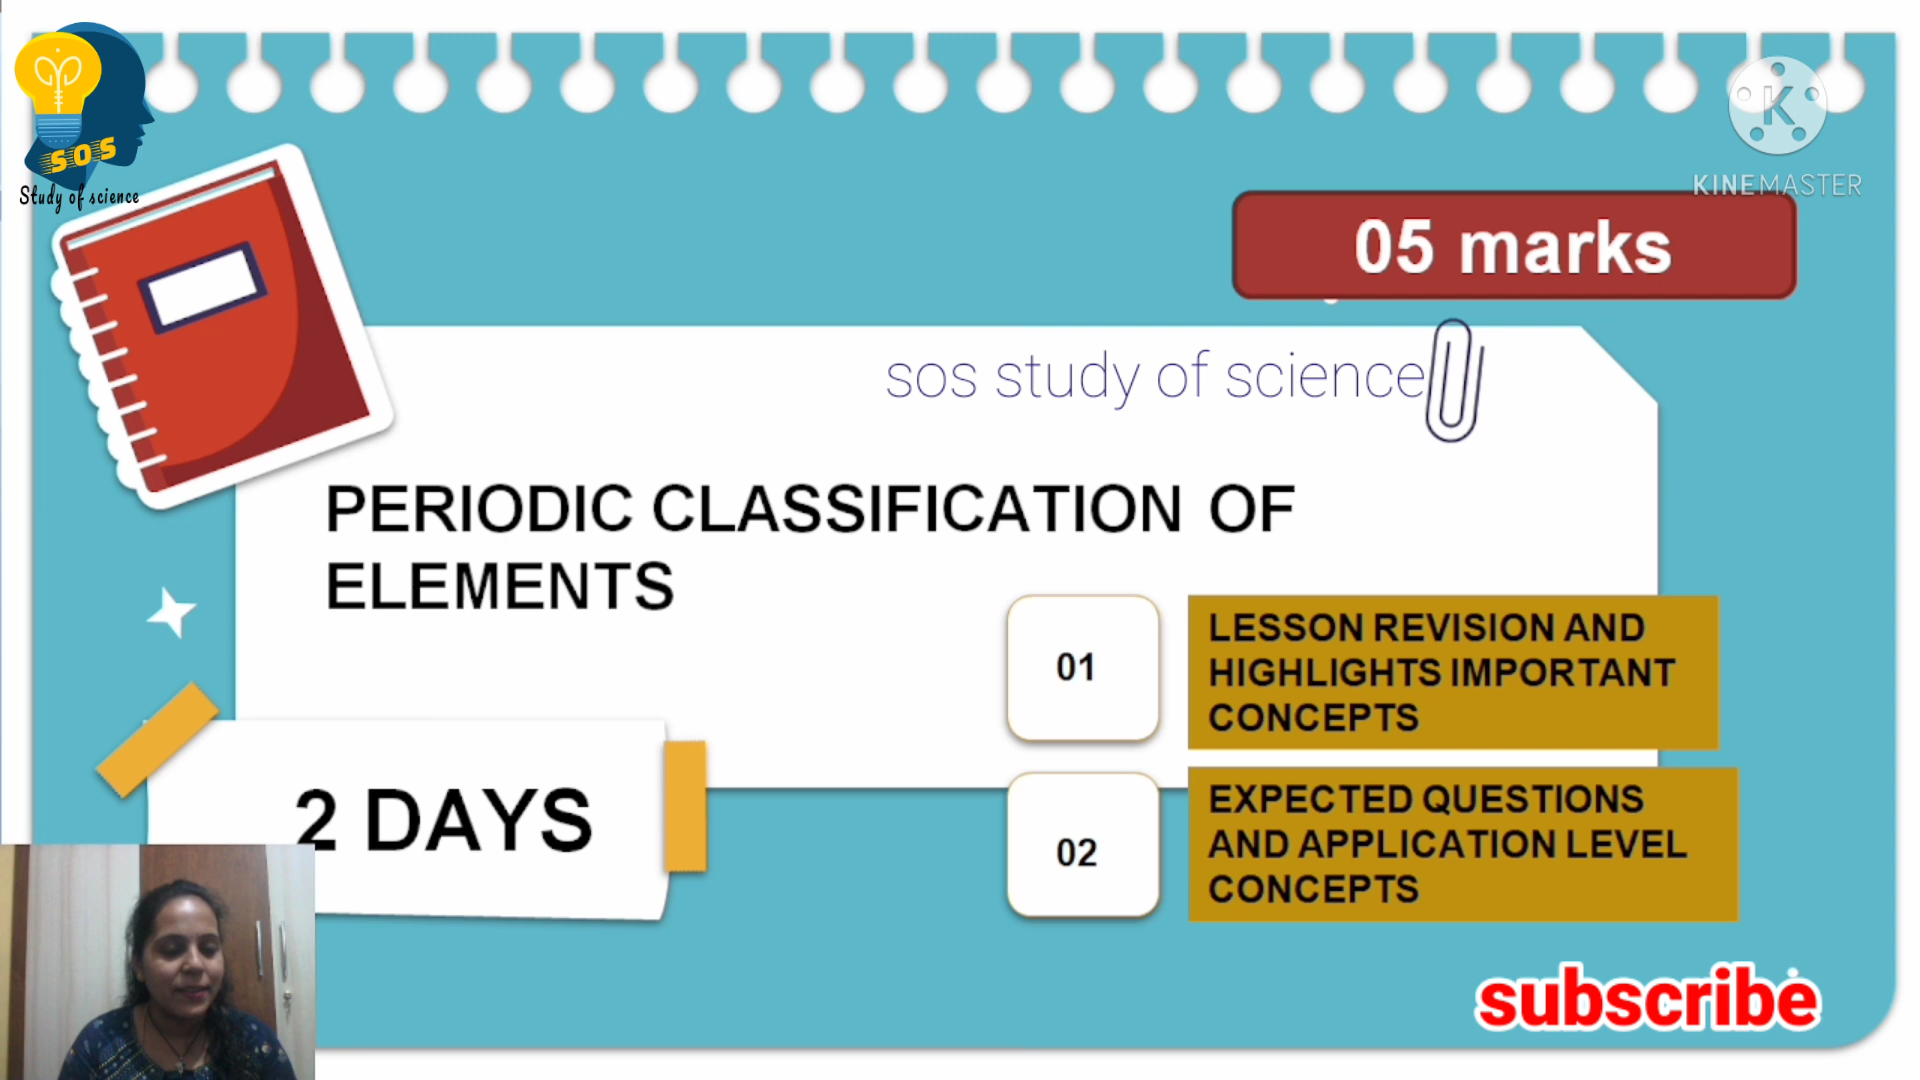 SOS
Study of science
K
KINEMASTER
05 marks
sos study of science
PERIODIC CLASSIFICATION OF
ELEMENTS
01
LESSON REVISION AND
HIGHLIGHTS IMPORTANT
CONCEPTS
2 DAYS
02
EXPECTED QUESTIONS
AND APPLICATION LEVEL
CONCEPTS
subscribe